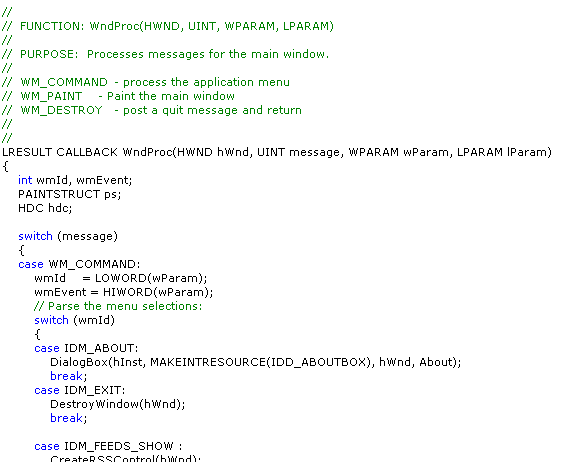 //
//  FUNCTION: WndProc(HWND, UINT, WPARAM, LPARAM)
//
//  PURPOSE:  Processes messages for the main window.
//
//  WM_COMMAND  - process the application menu
//  WM_PAINT    - Paint the main window
//  WM_DESTROY   - post a quit message and return
//
//
LRESULT CALLBACK WndProc(HWND hWnd, UINT message, WPARAM wParam, LPARAM lParam)
{
    int wmId, wmEvent;
    PAINTSTRUCT ps;
    HDC hdc;

    switch (message)
    {
    case WM_COMMAND:
        wmId    = LOWORD(wParam);
        wmEvent = HIWORD(wParam);
        // Parse the menu selections:
        switch (wmId)
        {
        case IDM_ABOUT:
            DialogBox(hInst, MAKEINTRESOURCE(IDD_ABOUTBOX), hWnd, About);
            break;
        case IDM_EXIT:
            DestroyWindow(hWnd);
            break;

        case IDM_FEEDS_SHOW :
            CreateRSSControl(hWnd);